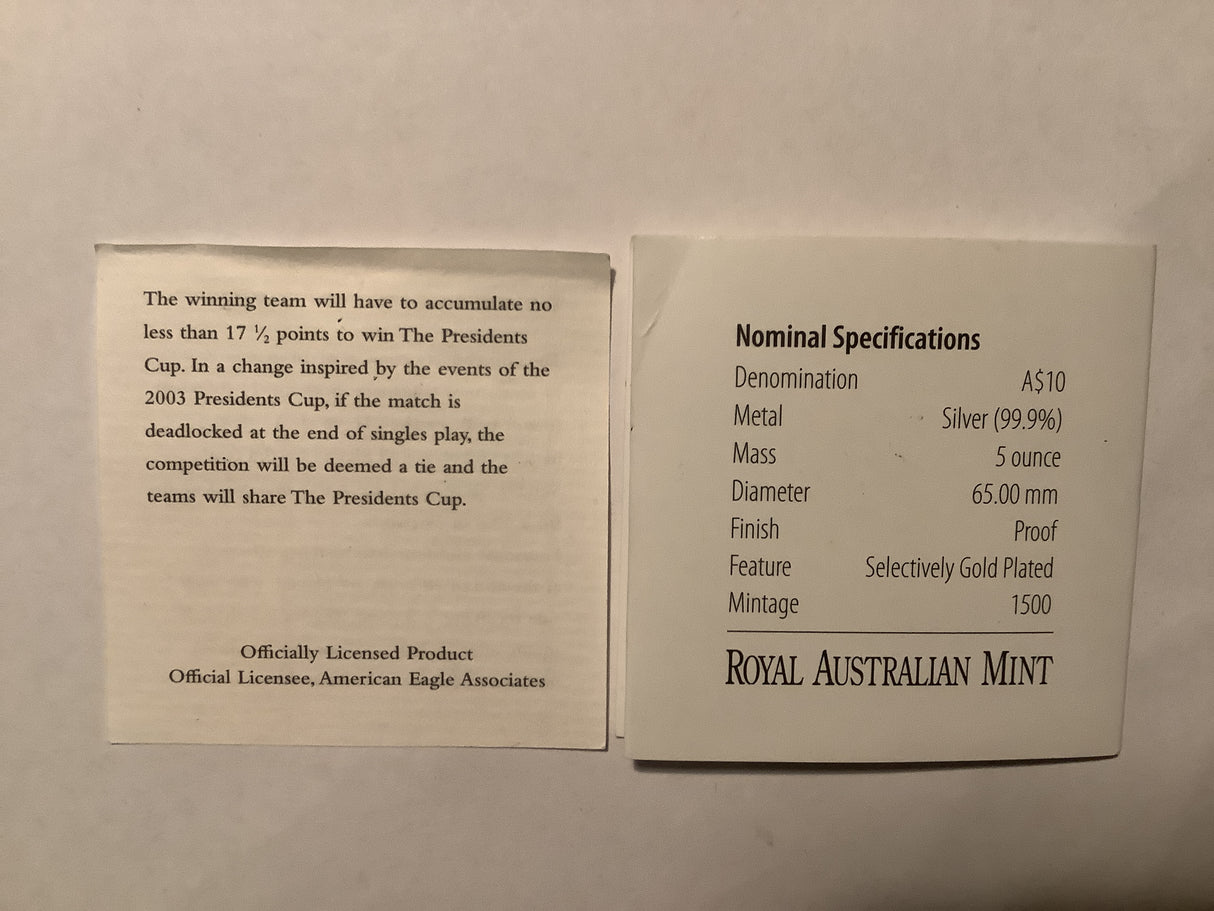 The winning team will have to accumulate no
less than 17 ½ points to win The Presidents
Cup. In a change inspired by the events of the
2003 Presidents Cup, if the match is
deadlocked at the end of singles play, the
competition will be deemed a tie and the
teams will share The Presidents Cup.
Officially Licensed Product
Official Licensee, American Eagle Associates
Nominal Specifications
Denomination A$10
Metal Silver (99.9%)
Mass 5 ounce
Diameter 65.00 mm
Finish Proof
Feature Selectively Gold Plated
Mintage 1500
ROYAL AUSTRALIAN MINT